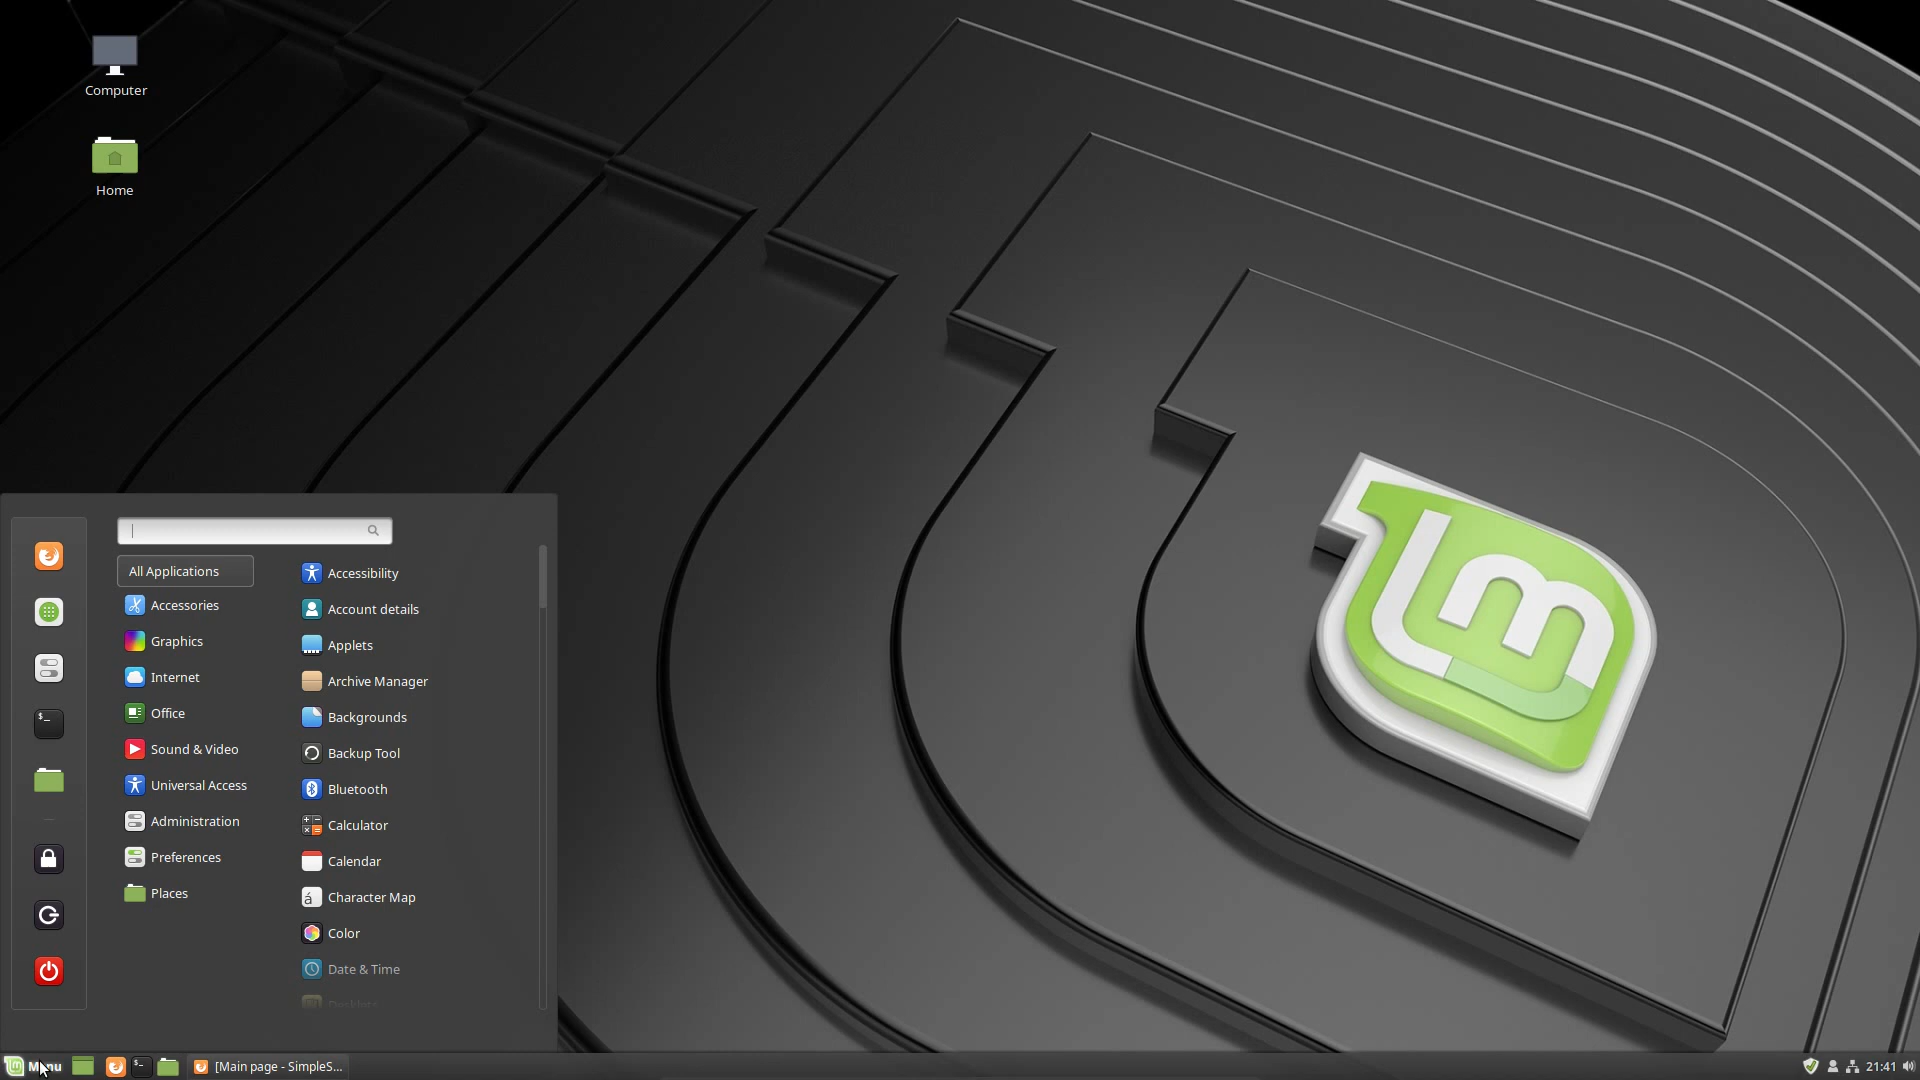 Computer
Home
All Applications
Accessories
Graphics
Internet
Office
Sound & Video
Universal Access
Administration
Preferences
Places
Accessibility
Account details
Applets
Archive Manager
Backgrounds
Backup Tool
Bluetooth
Calculator
Calendar
Character Map
Color
Date & Time
Desklets
Menu
[Main page - SimpleS...
21:41